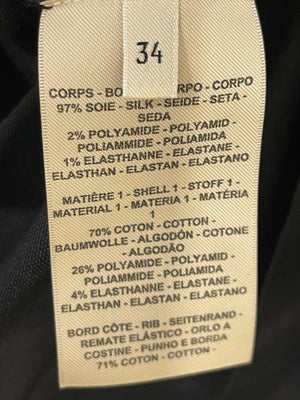 34
CORPS - BO RPO - CORPO
97% SOIE - SILK - SEIDE - SETA -
SEDA
2% POLYAMIDE - POLYAMID -
POLIAMMIDE - POLIAMIDA
1% ELASTHANNE - ELASTANE -
ELASTHAN - ELASTAN - ELASTANO
MATIÈRE 1 - SHELL 1 - STOFF 1 -
MATERIAL 1 - MATERIA 1 - MATÉRIA
1
70% COTON - COTTON -
BAUMWOLLE - ALGODÓN - COTONE
- ALGODÃO
26% POLYAMIDE - POLYAMID -
POLIAMMIDE - POLIAMIDA
4% ELASTHANNE - ELASTANE -
ELASTHAN - ELASTAN - ELASTANO
BORD CÔTE - RIB - SEITENRAND -
REMATE ELÁSTICO - ORLO A
COSTINE - PUNHO E BORDA
71% COTON - COTTON -